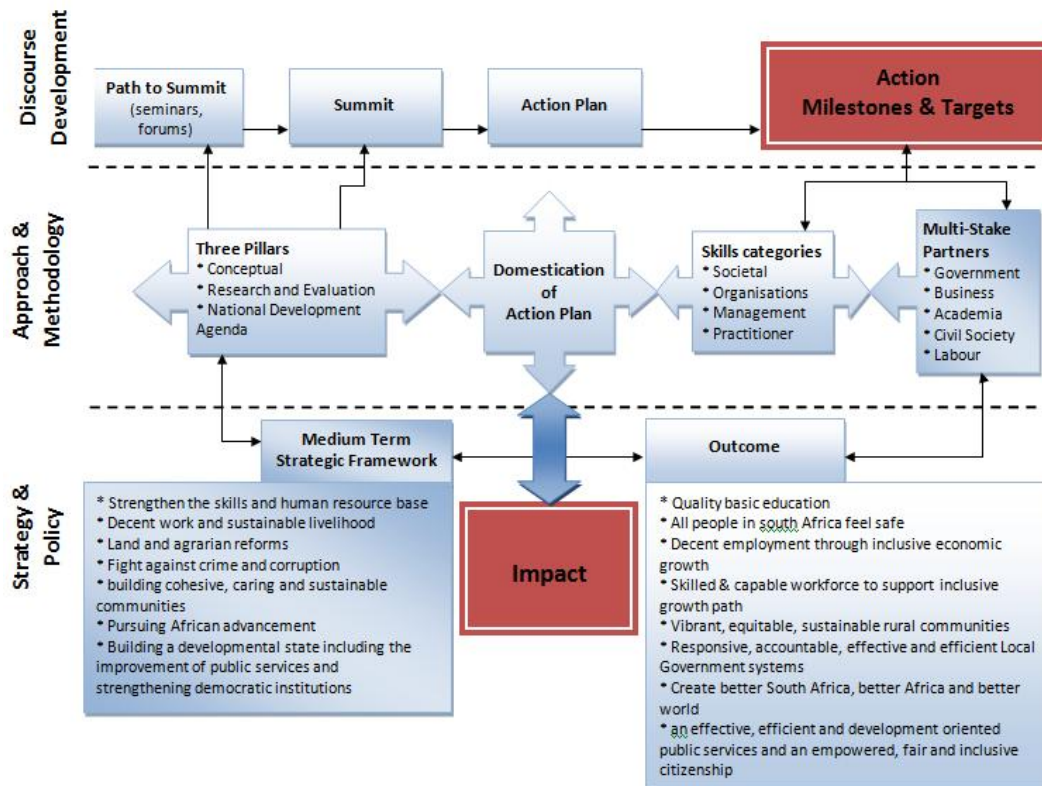 Discourse
Development
Path to Summit
(seminars,
forums)
Summit
Action Plan
Action
Milestones & Targets
Approach &
Methodology
Three Pillars
* Conceptual
* Research and Evaluation
* National Development
Agenda
Domestication
of
Action Plan
Skills categories
* Societal
* Organisations
* Management
* Practitioner
Multi-Stake
Partners
* Government
* Business
* Academia
* Civil Society
* Labour
Strategy &
Policy
Medium Term
Strategic Framework
* Strengthen the skills and human resource base
* Decent work and sustainable livelihood
* Land and agrarian reforms
* Fight against crime and corruption
* building cohesive, caring and sustainable
communities
* Pursuing African advancement
* Building a developmental state including the
improvement of public services and
strengthening democratic institutions
Impact
Outcome
* Quality basic education
* All people in south Africa feel safe
* Decent employment through inclusive economic
growth
* Skilled & capable workforce to support inclusive
growth path
* Vibrant, equitable, sustainable rural communities
* Responsive, accountable, effective and efficient Local
Government systems
* Create better South Africa, better Africa and better
world
* an effective, efficient and development oriented
public services and an empowered, fair and inclusive
citizenship